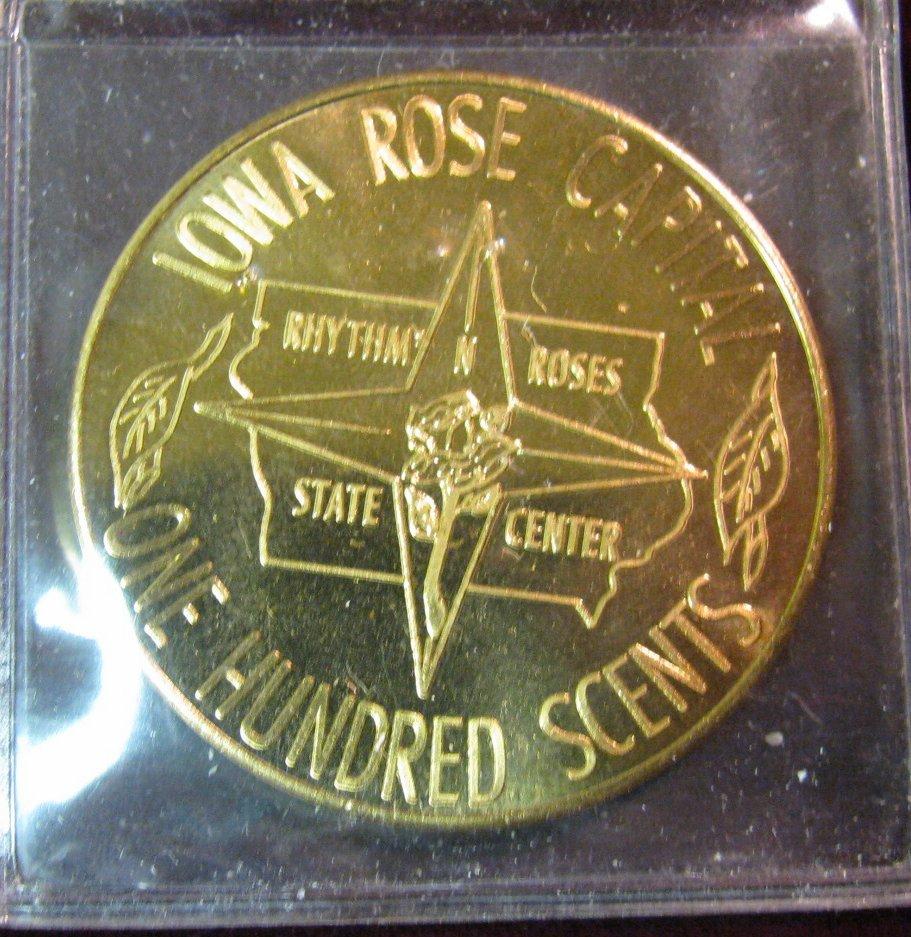 IOWA ROSE CAPITAL
RHYTHM' N ROSES
STATE CENTER
ONE HUNDRED SCENTS